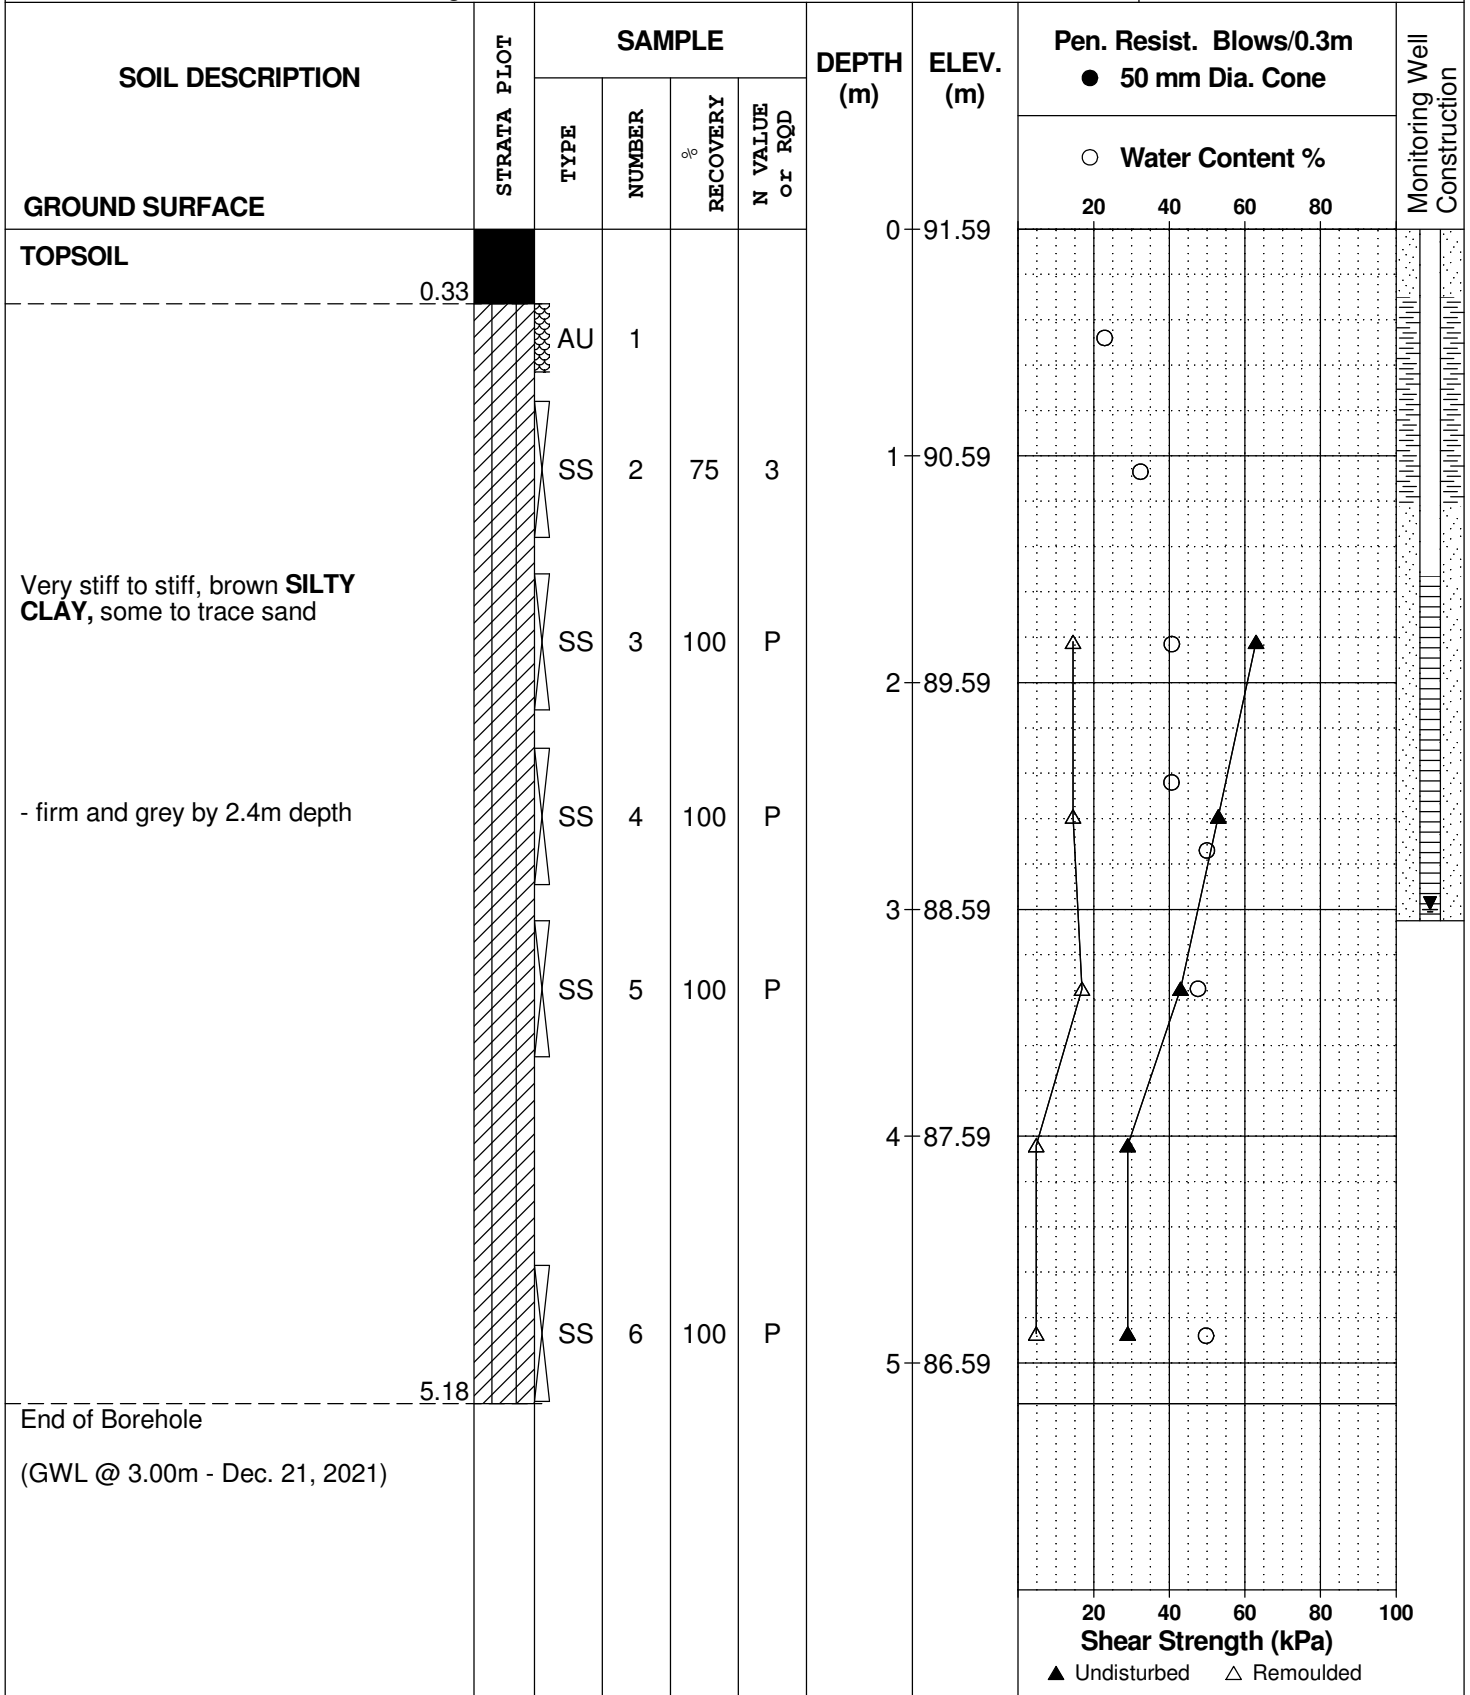 SOIL DESCRIPTION
GROUND SURFACE
STRATA PLOT
SAMPLE
TYPE
NUMBER
%
RECOVERY
N VALUE
or RQD
DEPTH
(m)
ELEV.
(m)
Pen. Resist. Blows/0.3m
● 50 mm Dia. Cone
○ Water Content %
20 40 60 80
Monitoring Well
Construction
0 91.59
TOPSOIL
0.33
AU 1
1 90.59
SS 2 75 3
Very stiff to stiff, brown SILTY
CLAY, some to trace sand
SS 3 100 P
2 89.59
- firm and grey by 2.4m depth
SS 4 100 P
3 88.59
SS 5 100 P
4 87.59
SS 6 100 P
5 86.59
5.18
End of Borehole
(GWL @ 3.00m - Dec. 21, 2021)
20 40 60 80 100
Shear Strength (kPa)
▲ Undisturbed △ Remoulded